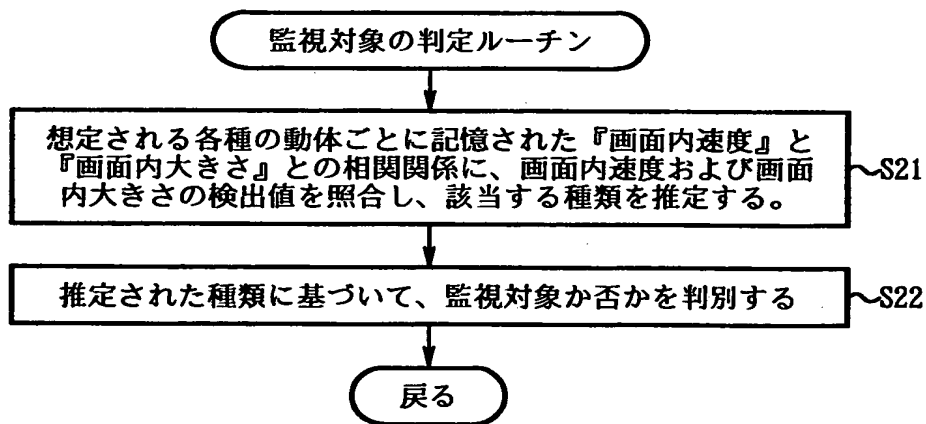 監視対象の判定ルーチン
想定される各種の動体ごとに記憶された『画面内速度』と
『画面内大きさ』との相関関係に、画面内速度および画面
内大きさの検出値を照合し、該当する種類を推定する。
S21
推定された種類に基づいて、監視対象か否かを判別する
S22
戻る